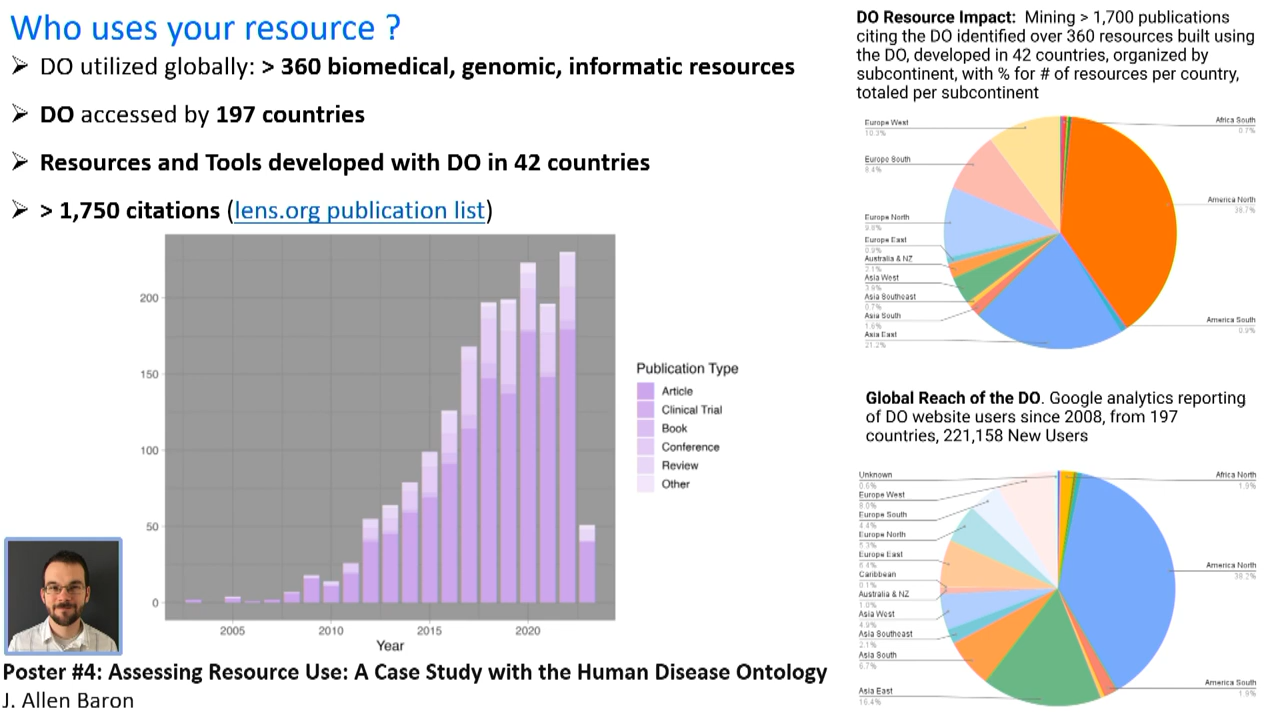 Who uses your resource ?
➢ DO utilized globally: > 360 biomedical, genomic, informatic resources
➢ DO accessed by 197 countries
➢ Resources and Tools developed with DO in 42 countries
➢ > 1,750 citations (lens.org publication list)
200
150
100
50
0
2005
2010
2015
2020
Year
Publication Type
Article
Clinical Trial
Book
Conference
Review
Other
Poster #4: Assessing Resource Use: A Case Study with the Human Disease Ontology
J. Allen Baron
DO Resource Impact: Mining > 1,700 publications
citing the DO identified over 360 resources built using
the DO, developed in 42 countries, organized by
subcontinent, with % for # of resources per country,
totaled per subcontinent
Europe West
10.3%
Europe South
8.4%
Europe North
9.8%
Europe East
0.9%
Australia & NZ
2.1%
Asia West
3.9%
Asia Southeast
0.7%
Asia South
1.6%
Asia East
21.2%
Africa South
0.7%
America North
38.7%
America South
0.9%
Global Reach of the DO. Google analytics reporting
of DO website users since 2008, from 197
countries, 221,158 New Users
Unknown
0.6%
Europe West
8.0%
Europe South
4.4%
Europe North
5.3%
Europe East
6.4%
Caribbean
0.1%
Australia & NZ
1.0%
Asia West
4.9%
Asia Southeast
2.1%
Asia South
6.7%
Asia East
16.4%
Africa North
1.9%
America North
38.2%
America South
1.9%